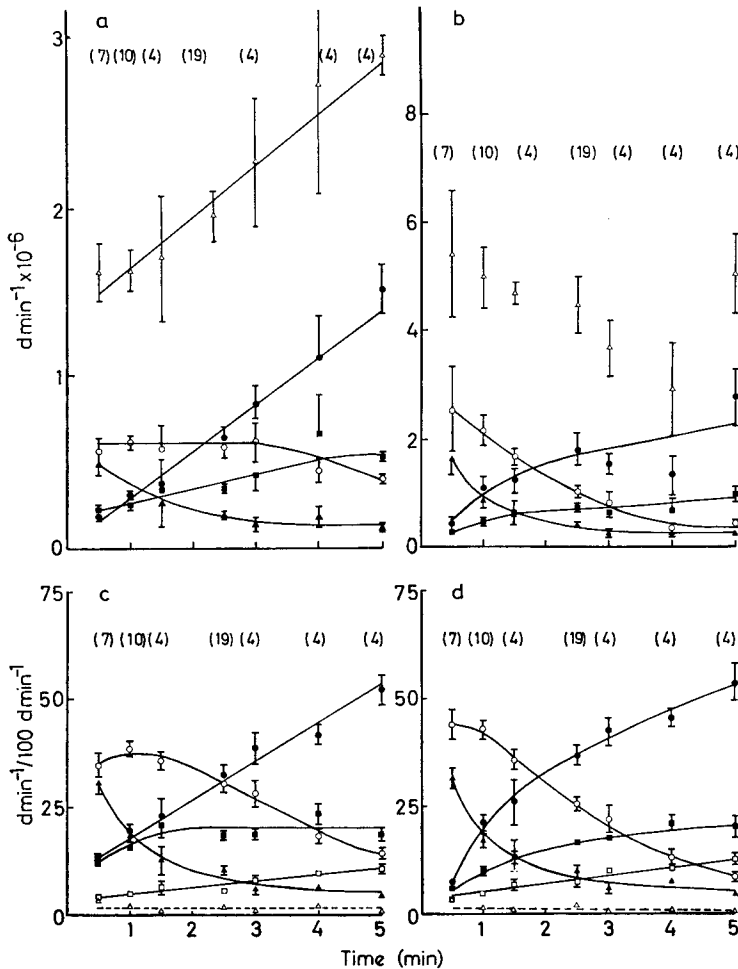 a
b
3
(7) (10) (4) (19) (4) (4) (4)
8
(7) (10) (4) (19) (4) (4) (4)
2
6
dmin⁻¹ x 10⁻⁶
4
1
2
0
0
75
c
75
d
(7) (10) (4) (19) (4) (4) (4)
(7) (10) (4) (19) (4) (4) (4)
50
50
dmin⁻¹/100 dmin⁻¹
25
25
0
0
1 2 3 4 5
1 2 3 4 5
Time (min)